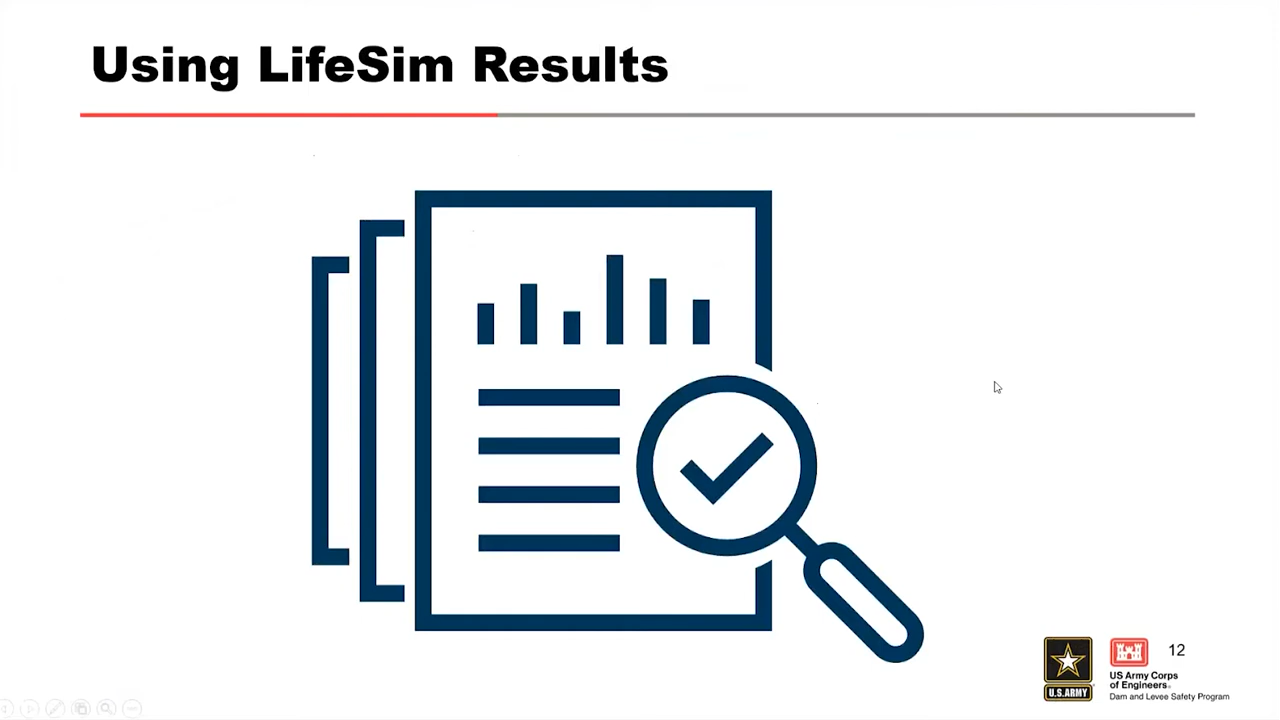 Using LifeSim Results
12
U.S.ARMY
US Army Corps
of Engineers®
Dam and Levee Safety Program